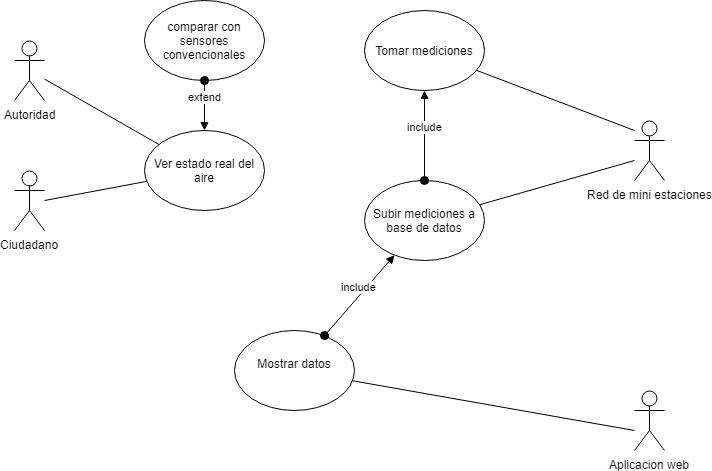 comparar con
sensores
convencionales
Tomar mediciones
Autoridad
extend
include
Ver estado real del
aire
Red de mini estaciones
Ciudadano
Subir mediciones a
base de datos
include
Mostrar datos
Aplicacion web